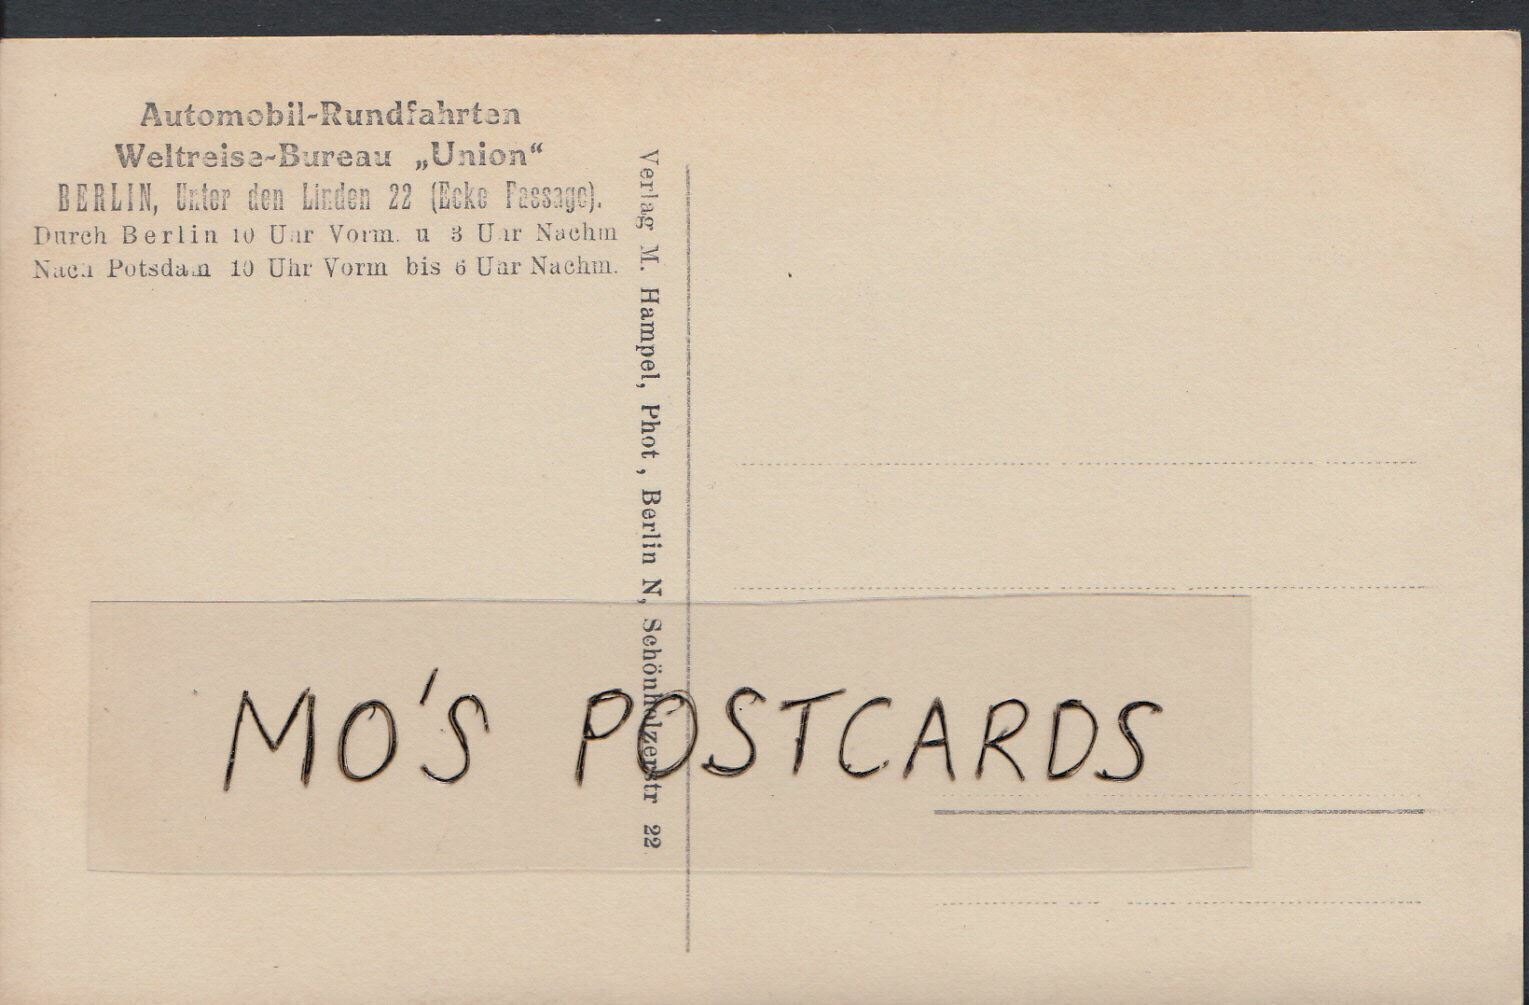 Automobil-Rundfahrten
Weltreise-Bureau „Union“
BERLIN, Unter den Linden 22 (Ecke Passage).
Durch Berlin 10 Uhr Vorm. u 3 Uhr Nachm
Nach Potsdam 10 Uhr Vorm bis 6 Uhr Nachm.
Verlag M. Hampel, Phot , Berlin N, Schönholzerstr 22
MO'S POSTCARDS